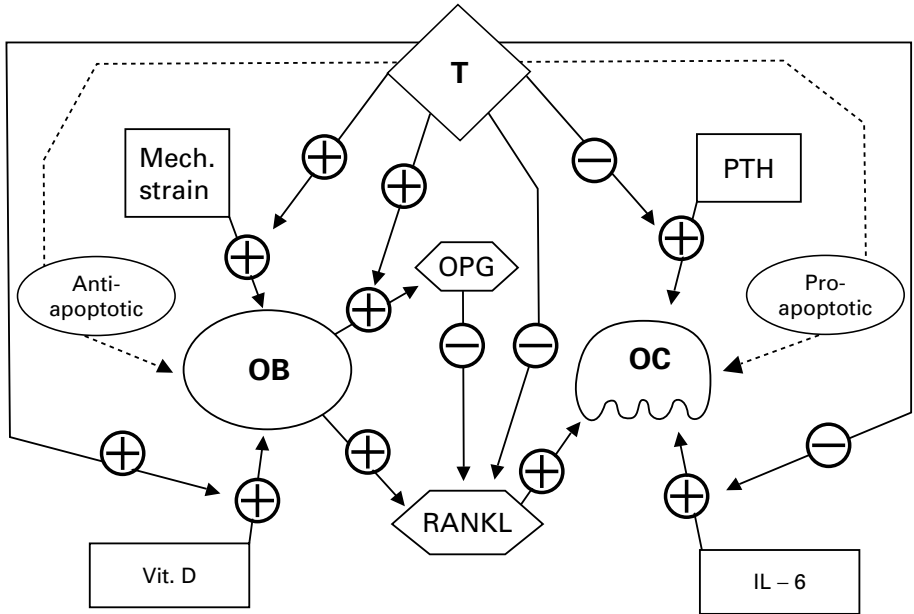 T
Mech.
strain
PTH
OPG
Anti-
apoptotic
Pro-
apoptotic
OB
OC
RANKL
Vit. D
IL – 6